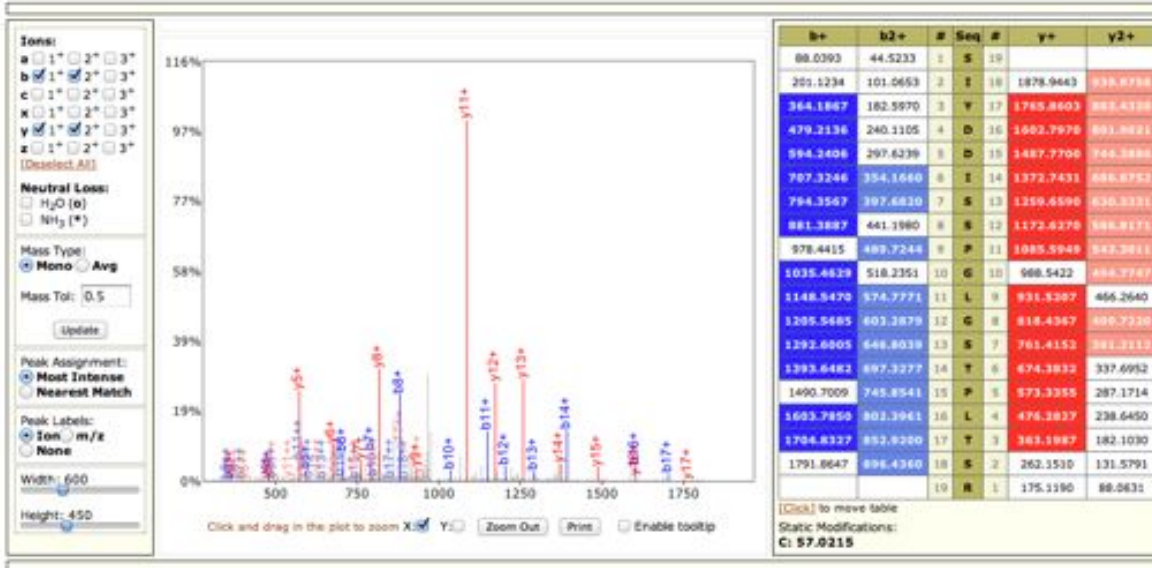 Ions:
a 1+ 2+ 3+
b 1+ 2+ 3+
c 1+ 2+ 3+
x 1+ 2+ 3+
y 1+ 2+ 3+
z 1+ 2+ 3+
[Deselect All]
Neutral Loss:
H2O (o)
NH3 (*)
Mass Type:
Mono Avg
Mass Tol: 0.5
Update
Peak Assignment:
Most Intense
Nearest Match
Peak Labels:
Ion m/z
None
Width: 600
Height: 450
116%
97%
77%
58%
39%
19%
0%
500 750 1000 1250 1500 1750
y11+
y5+
y8+
b8+
b10+
b11+
y12+
b12+
y13+
b13+
y14+
b14+
y15+
b17+
y17+
Click and drag in the plot to zoom X: Y: Zoom Out Print Enable tooltip
b+ b2+ # Seq # y+ y2+
88.0393 44.5233 1 S 19
201.1234 101.0653 2 I 18 1878.9443
364.1867 182.5970 3 Y 17 1765.8603
479.2136 240.1105 4 D 16 1602.7970
594.2406 297.6239 5 D 15 1487.7700
707.3246 354.1660 6 I 14 1372.7431
794.3567 397.6820 7 S 13 1259.6590
881.3887 441.1980 8 S 12 1172.6270
978.4415 489.7244 9 P 11 1085.5949
1035.4629 518.2351 10 G 10 988.5422
1148.5470 574.7771 11 L 9 931.5207 466.2640
1205.5685 603.2879 12 G 8 818.4367
1292.6005 646.8039 13 S 7 761.4152
1393.6482 697.3277 14 T 6 674.3832 337.6952
1490.7009 745.8541 15 P 5 573.3355 287.1714
1603.7850 802.3961 16 L 4 476.2827 238.6450
1704.8327 852.9200 17 T 3 363.1987 182.1030
1791.8647 896.4360 18 S 2 262.1510 131.5791
19 R 1 175.1190 88.0631
[Click] to move table
Static Modifications:
C: 57.0215